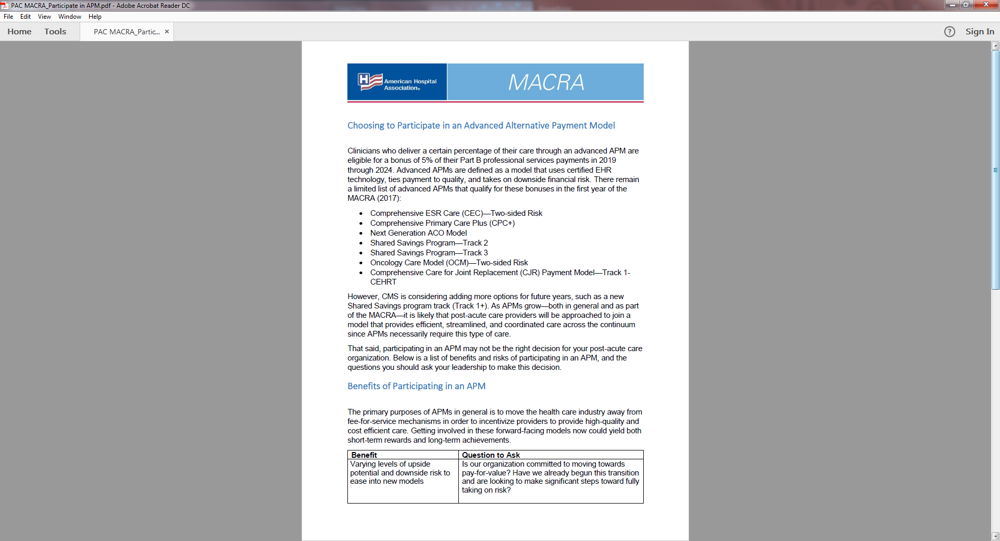 PAC MACRA_Participate in APM.pdf - Adobe Acrobat Reader DC
File Edit View Window Help
Home Tools PAC MACRA_Partic... × ? Sign In
H American Hospital
Association®
MACRA
Choosing to Participate in an Advanced Alternative Payment Model
Clinicians who deliver a certain percentage of their care through an advanced APM are
eligible for a bonus of 5% of their Part B professional services payments in 2019
through 2024. Advanced APMs are defined as a model that uses certified EHR
technology, ties payment to quality, and takes on downside financial risk. There remain
a limited list of advanced APMs that qualify for these bonuses in the first year of the
MACRA (2017):
• Comprehensive ESR Care (CEC)—Two-sided Risk
• Comprehensive Primary Care Plus (CPC+)
• Next Generation ACO Model
• Shared Savings Program—Track 2
• Shared Savings Program—Track 3
• Oncology Care Model (OCM)—Two-sided Risk
• Comprehensive Care for Joint Replacement (CJR) Payment Model—Track 1-
CEHRT
However, CMS is considering adding more options for future years, such as a new
Shared Savings program track (Track 1+). As APMs grow—both in general and as part
of the MACRA—it is likely that post-acute care providers will be approached to join a
model that provides efficient, streamlined, and coordinated care across the continuum
since APMs necessarily require this type of care.
That said, participating in an APM may not be the right decision for your post-acute care
organization. Below is a list of benefits and risks of participating in an APM, and the
questions you should ask your leadership to make this decision.
Benefits of Participating in an APM
The primary purposes of APMs in general is to move the health care industry away from
fee-for-service mechanisms in order to incentivize providers to provide high-quality and
cost efficient care. Getting involved in these forward-facing models now could yield both
short-term rewards and long-term achievements.
Benefit
Varying levels of upside
potential and downside risk to
ease into new models
Question to Ask
Is our organization committed to moving towards
pay-for-value? Have we already begun this transition
and are looking to make significant steps toward fully
taking on risk?